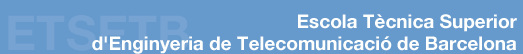 ETSETB
Escola Tècnica Superior
d'Enginyeria de Telecomunicació de Barcelona